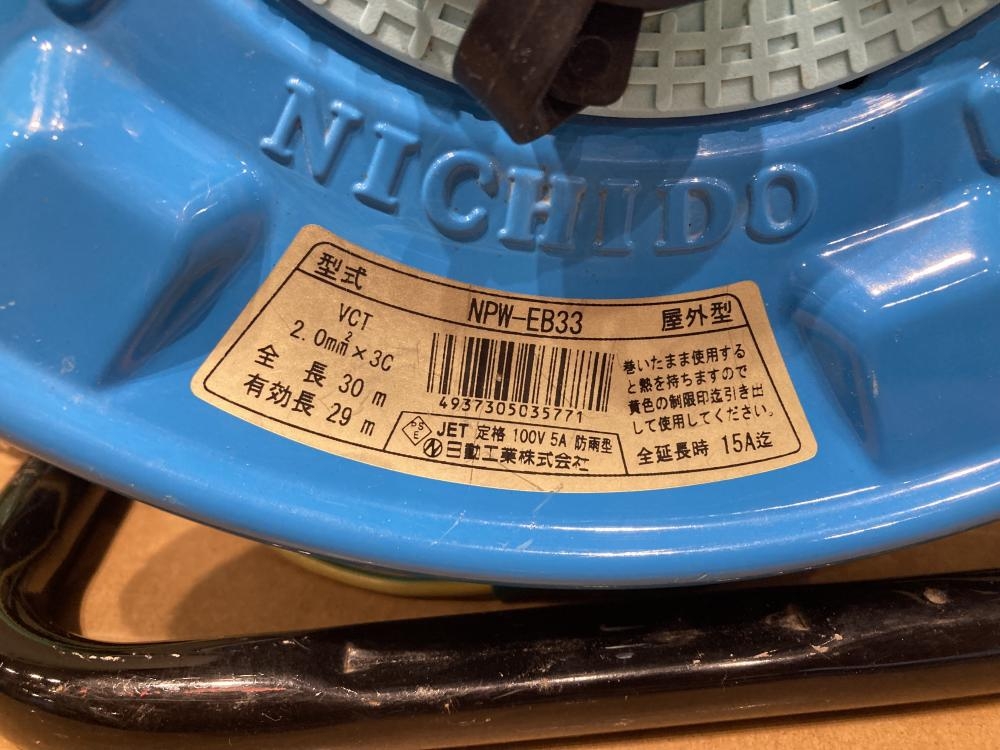 NICHIDO
型式 NPW-EB33 屋外型
VCT
2.0mm²×3C
全長 30m
有効長 29m
4937305035771
巻いたまま使用する
と熱を持ちますので
黄色の制限印迄引き出
して使用してください。
全延長時 15A迄
PSE JET 定格 100V 5A 防雨型
N 日動工業株式会社